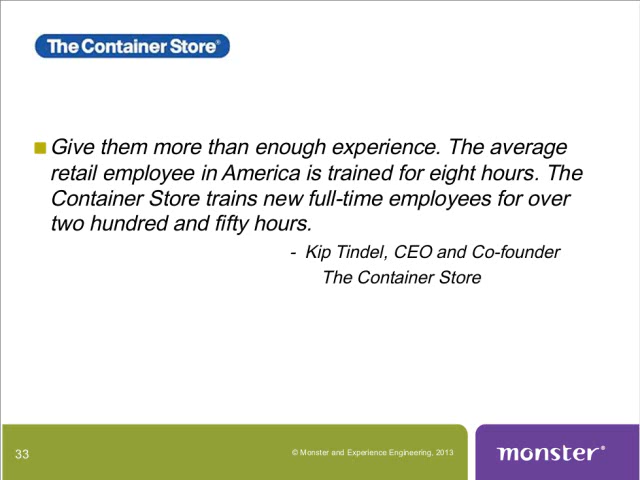 The Container Store®
Give them more than enough experience. The average
retail employee in America is trained for eight hours. The
Container Store trains new full-time employees for over
two hundred and fifty hours.
- Kip Tindel, CEO and Co-founder
The Container Store
33
© Monster and Experience Engineering, 2013
monster®